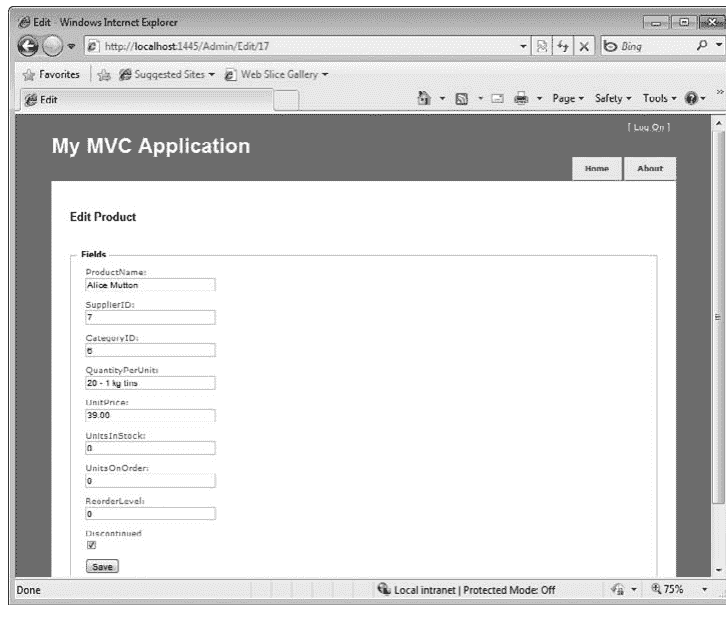 Edit - Windows Internet Explorer
http://localhost:1445/Admin/Edit/17
Bing
Favorites Suggested Sites Web Slice Gallery
Edit
Page Safety Tools
[ Log On ]
My MVC Application
Home About
Edit Product
Fields
ProductName:
Alice Mutton
SupplierID:
7
CategoryID:
6
QuantityPerUnit:
20 - 1 kg tins
UnitPrice:
39.00
UnitsInStock:
0
UnitsOnOrder:
0
ReorderLevel:
0
Discontinued
Save
Done
Local intranet | Protected Mode: Off
75%